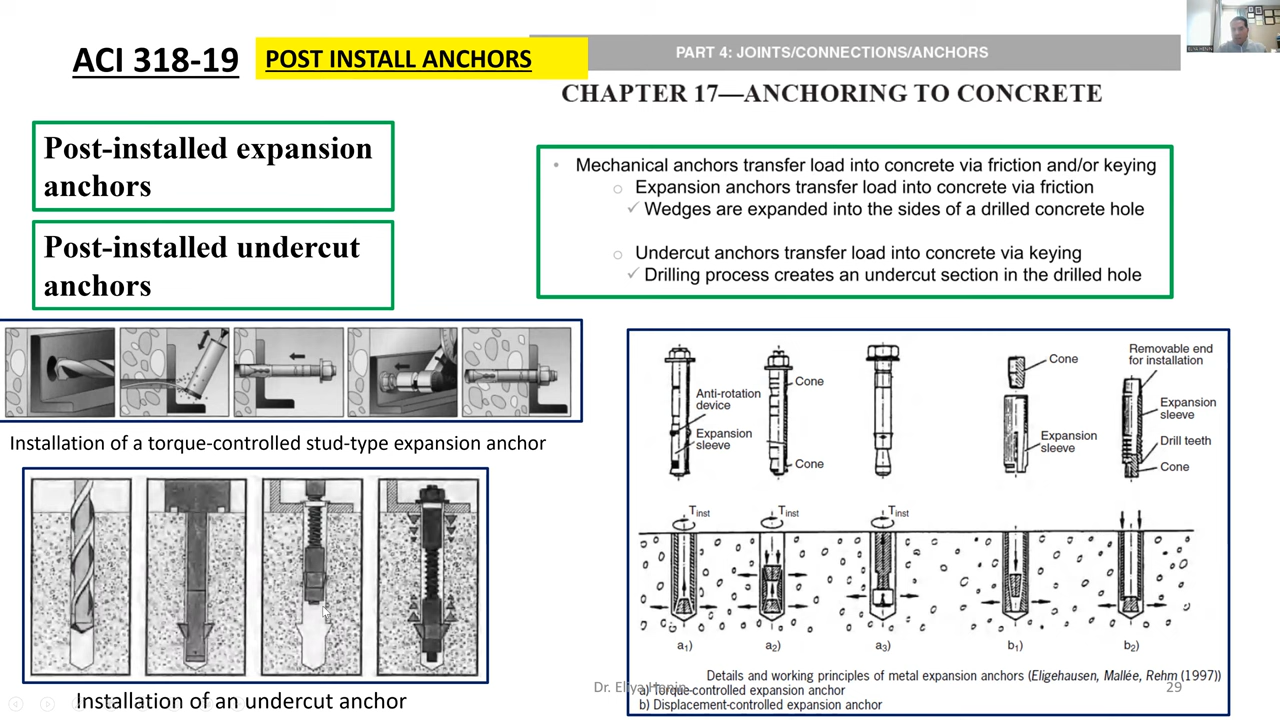 ACI 318-19
POST INSTALL ANCHORS
PART 4: JOINTS/CONNECTIONS/ANCHORS
CHAPTER 17—ANCHORING TO CONCRETE
Post-installed expansion
anchors
Post-installed undercut
anchors
• Mechanical anchors transfer load into concrete via friction and/or keying
o Expansion anchors transfer load into concrete via friction
✓ Wedges are expanded into the sides of a drilled concrete hole
o Undercut anchors transfer load into concrete via keying
✓ Drilling process creates an undercut section in the drilled hole
Installation of a torque-controlled stud-type expansion anchor
Installation of an undercut anchor
Anti-rotation
device
Expansion
sleeve
Cone
Cone
Cone
Expansion
sleeve
Removable end
for installation
Expansion
sleeve
Drill teeth
Cone
Tinst
Tinst
Tinst
a1)
a2)
a3)
b1)
b2)
Details and working principles of metal expansion anchors (Eligehausen, Mallée, Rehm (1997))
a) Torque-controlled expansion anchor
b) Displacement-controlled expansion anchor
Dr. Eliya Henin
29